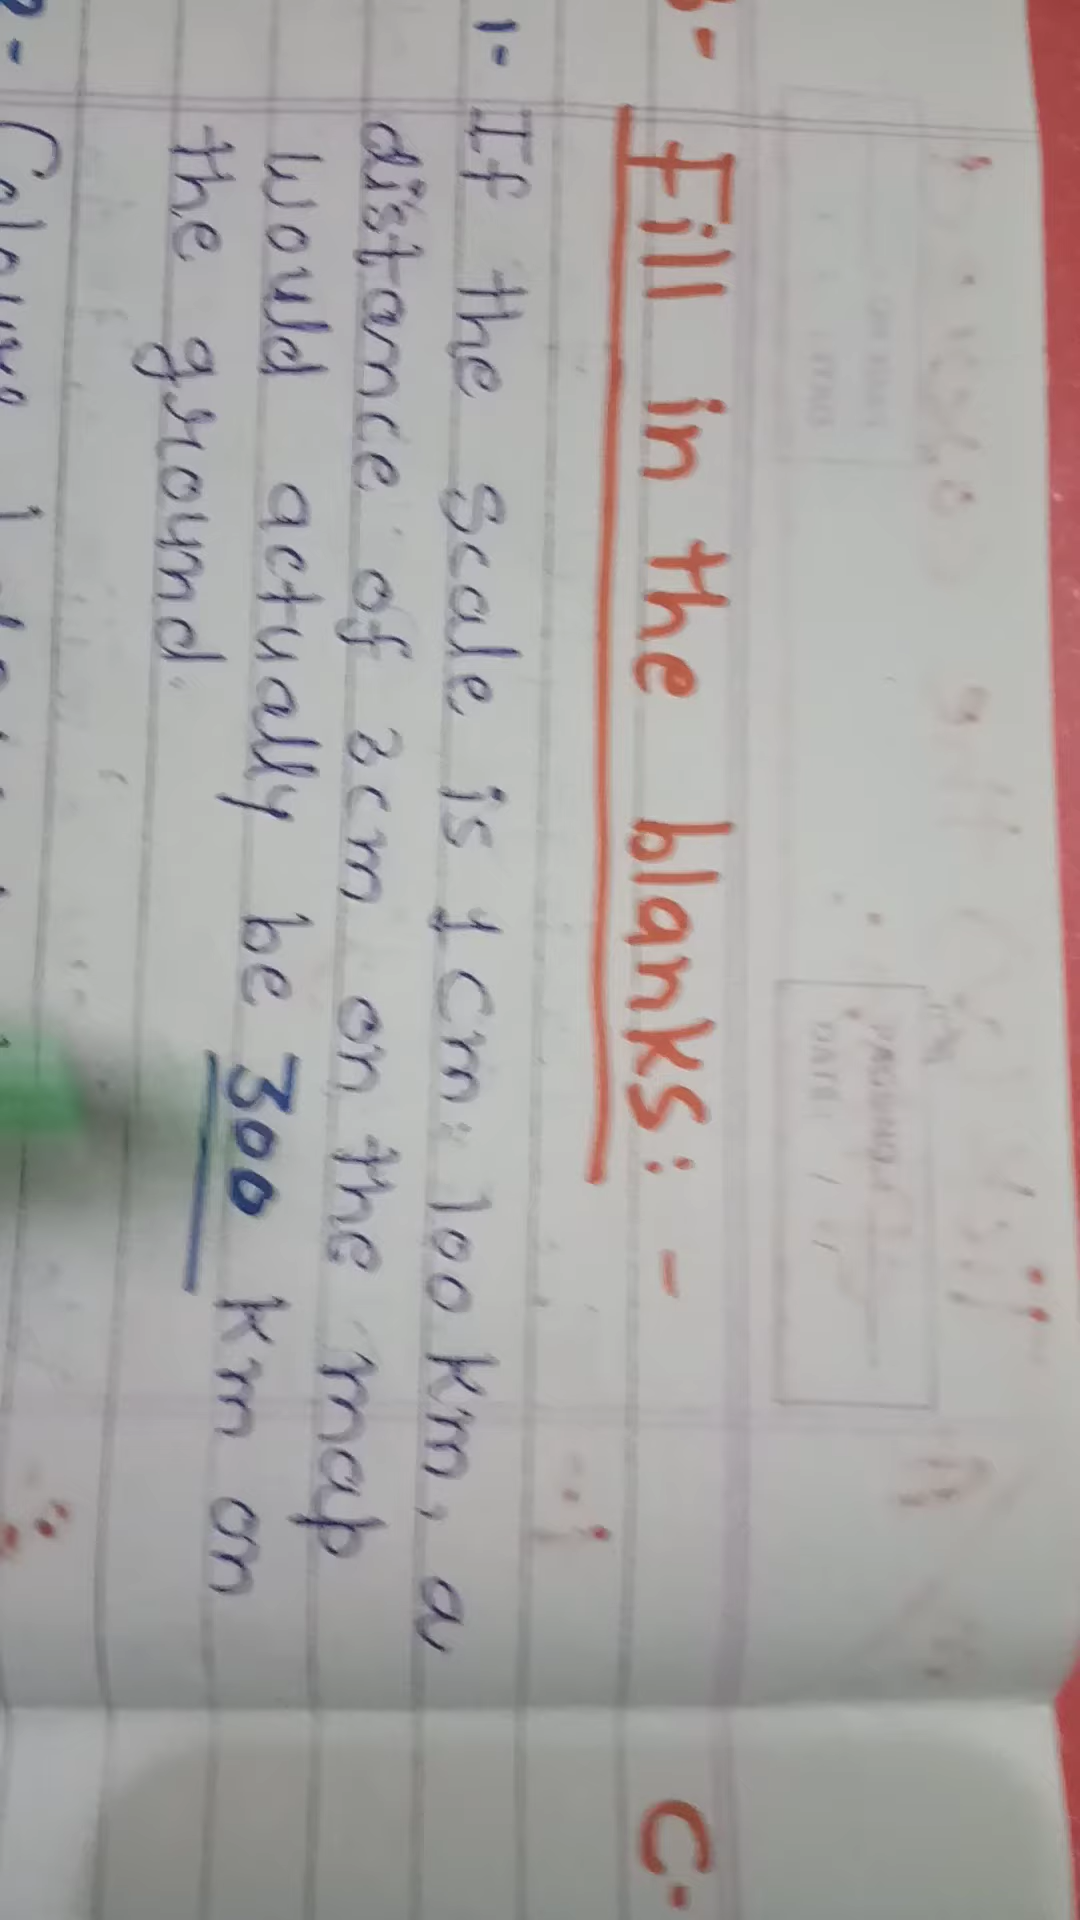 Fill in the blanks:-
1- If the Scale is 1 Cm: 100 Km, a
distance of 3cm on the map
would actually be 300 km on
the ground.
C-